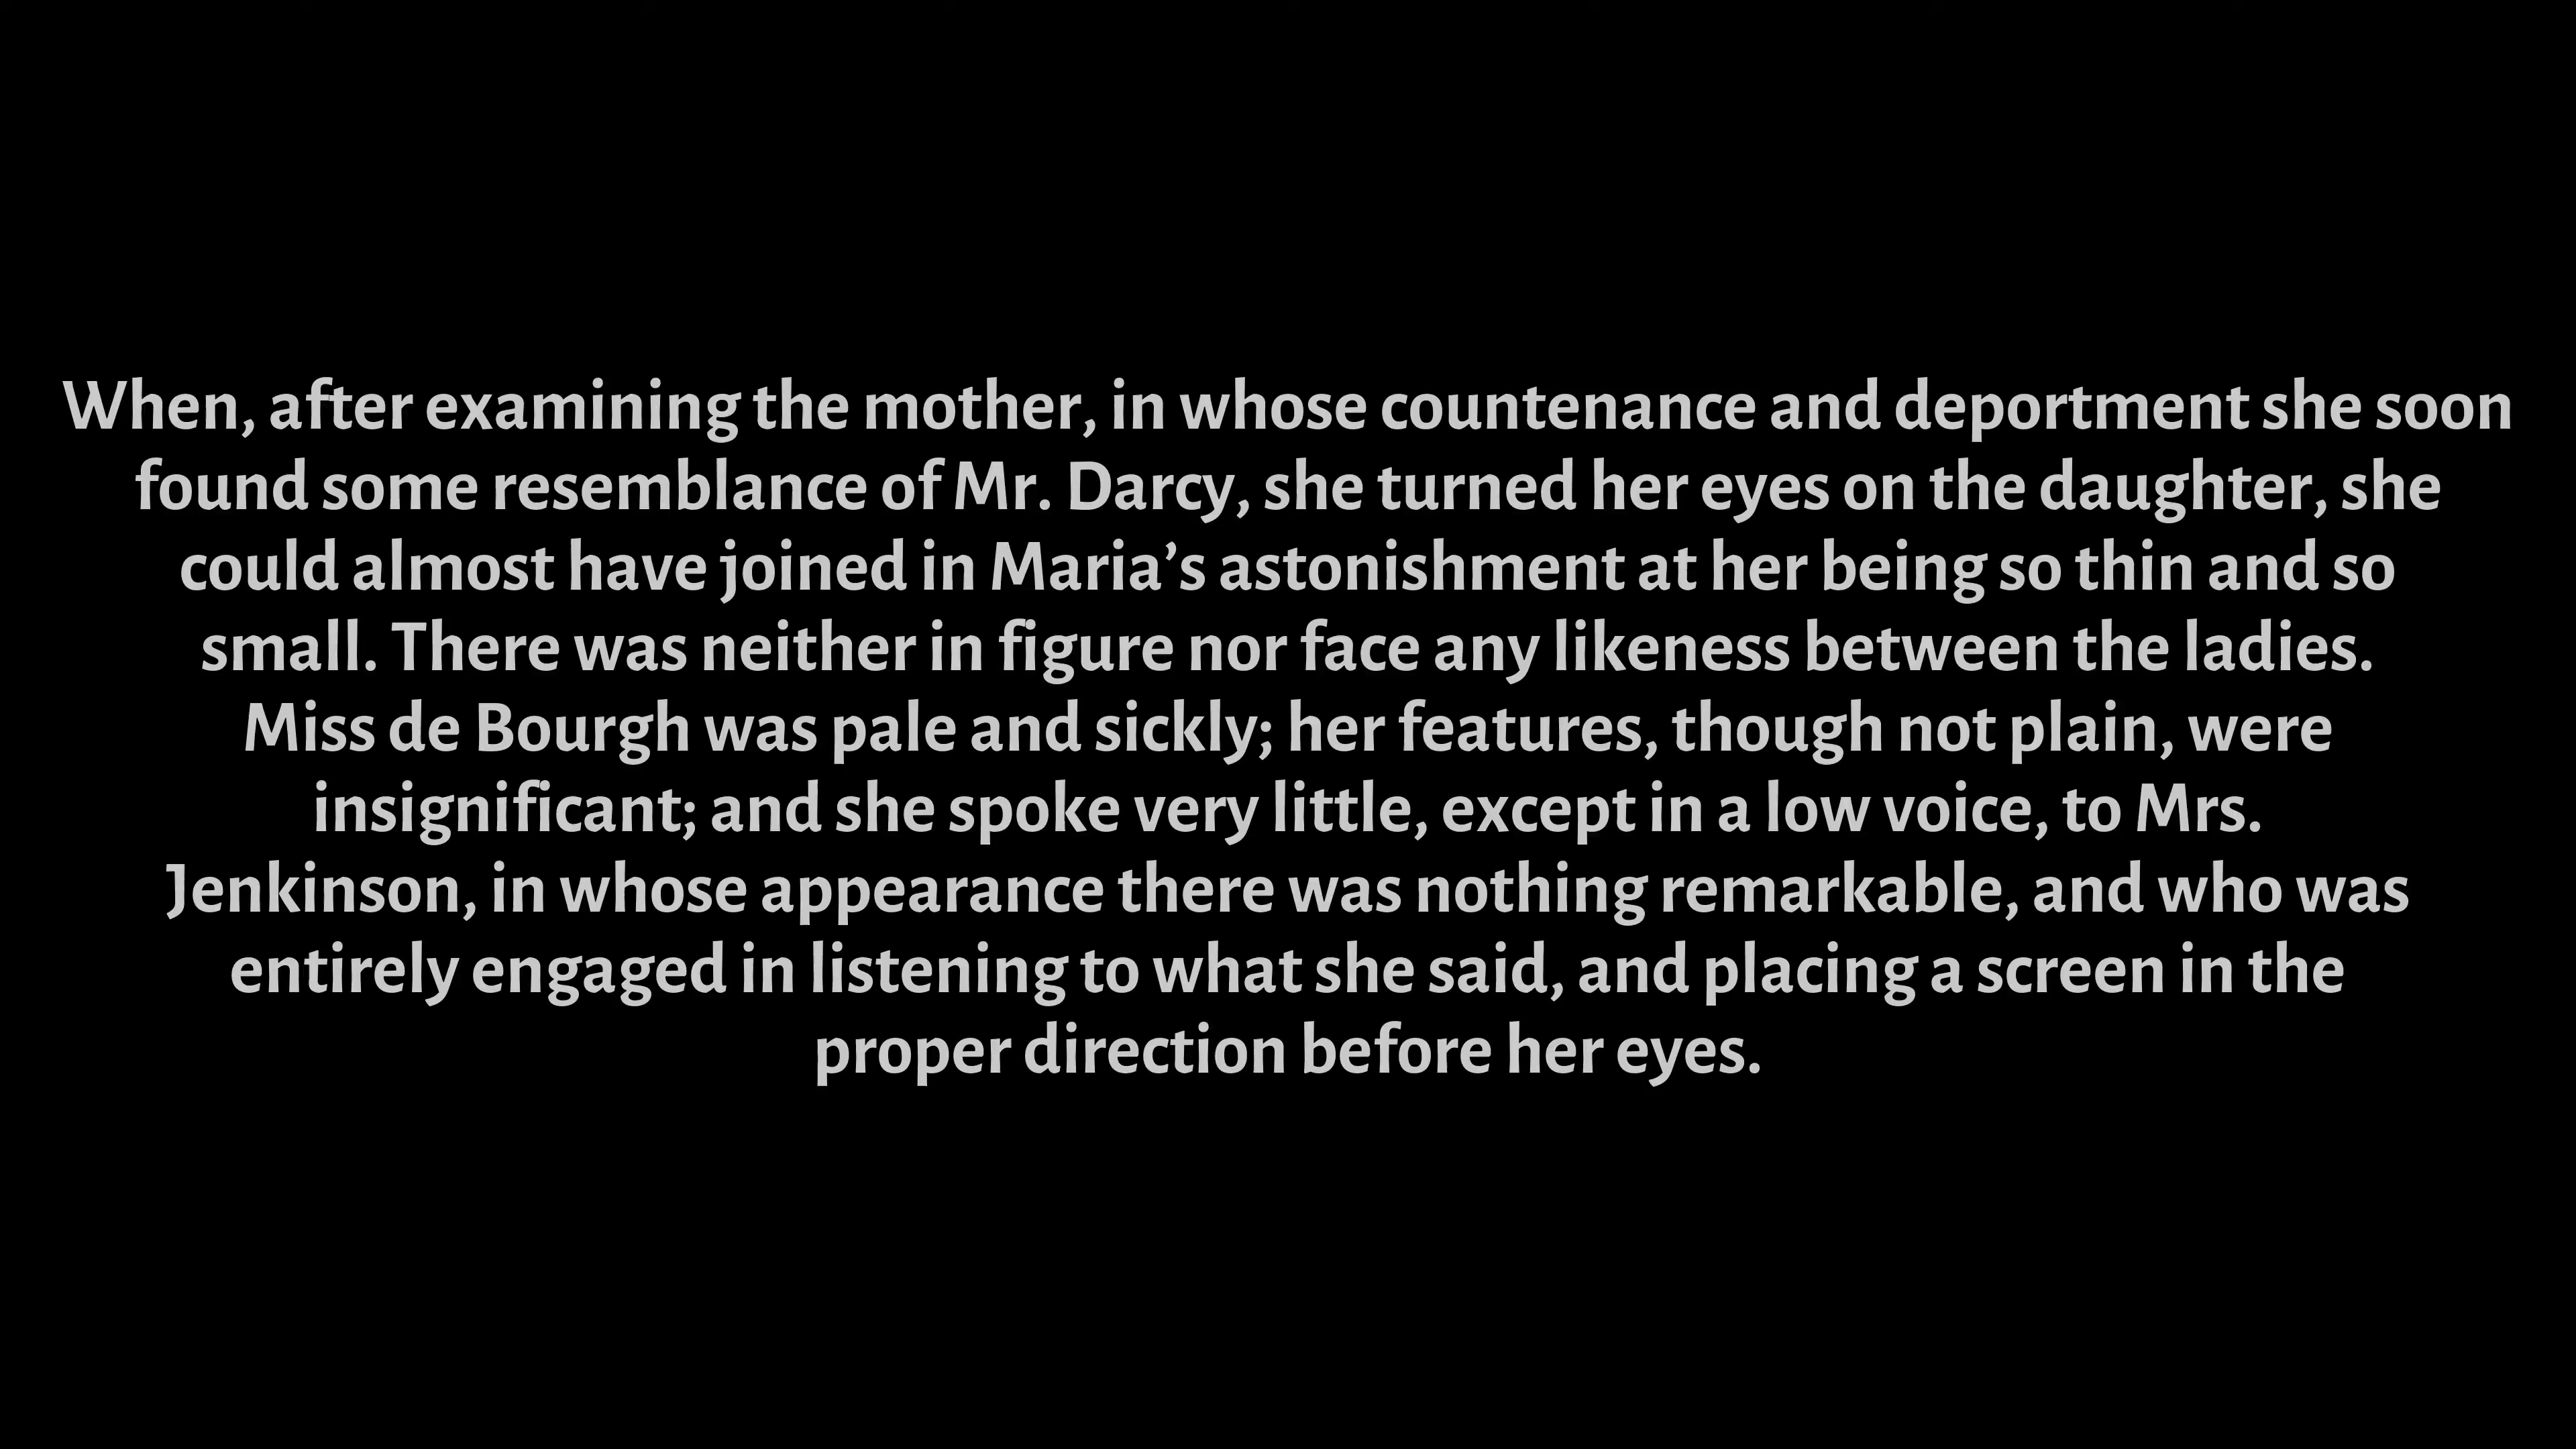 When, after examining the mother, in whose countenance and deportment she soon
found some resemblance of Mr. Darcy, she turned her eyes on the daughter, she
could almost have joined in Maria’s astonishment at her being so thin and so
small. There was neither in figure nor face any likeness between the ladies.
Miss de Bourgh was pale and sickly; her features, though not plain, were
insignificant; and she spoke very little, except in a low voice, to Mrs.
Jenkinson, in whose appearance there was nothing remarkable, and who was
entirely engaged in listening to what she said, and placing a screen in the
proper direction before her eyes.